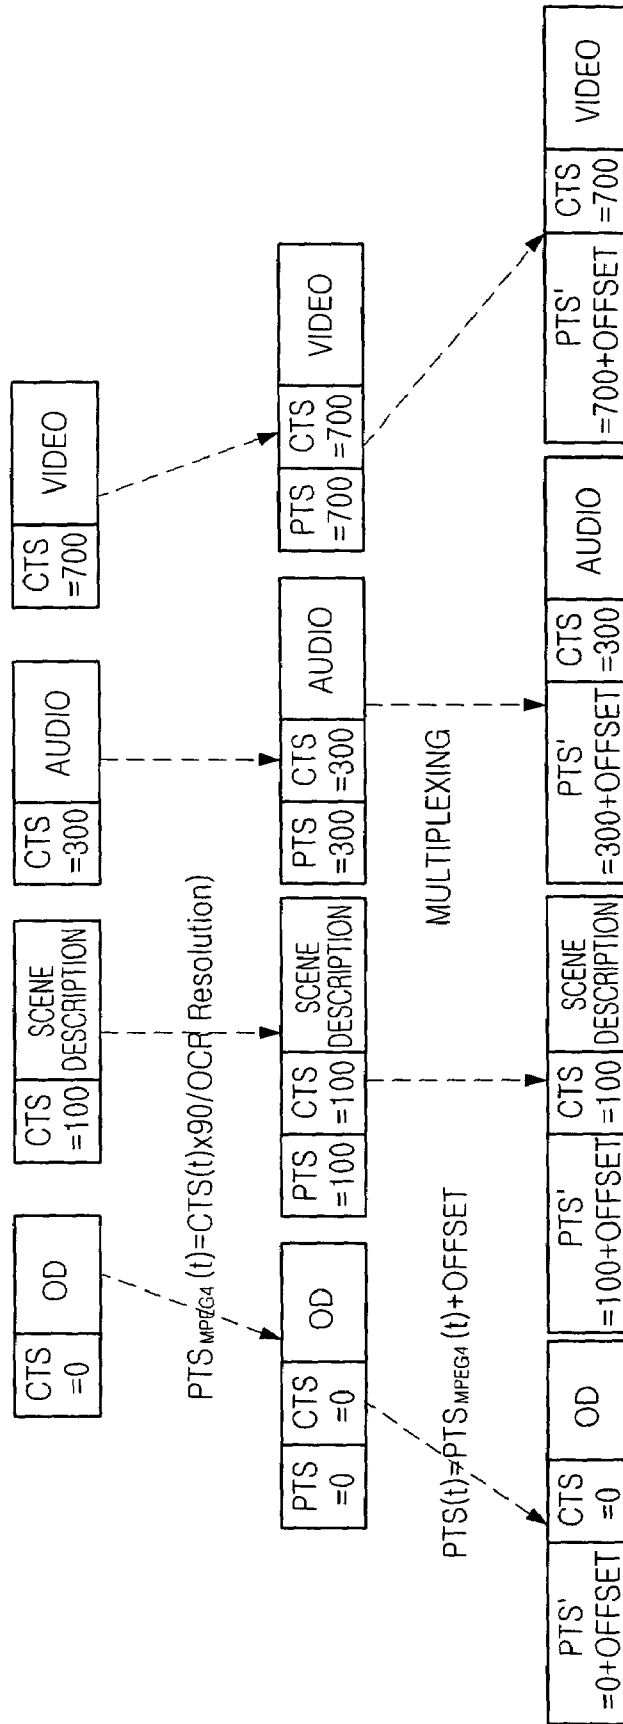 CTS
=0
OD
CTS
=100
SCENE
DESCRIPTION
CTS
=300
AUDIO
CTS
=700
VIDEO
PTS_MPEG4(t)=CTS(t)x90/OCR Resolution)
PTS
=0
CTS
=0
OD
PTS
=100
CTS
=100
SCENE
DESCRIPTION
PTS
=300
CTS
=300
AUDIO
PTS
=700
CTS
=700
VIDEO
PTS(t)=PTS_MPEG4(t)+OFFSET
MULTIPLEXING
PTS'
=0+OFFSET
CTS
=0
OD
PTS'
=100+OFFSET
CTS
=100
SCENE
DESCRIPTION
PTS'
=300+OFFSET
CTS
=300
AUDIO
PTS'
=700+OFFSET
CTS
=700
VIDEO